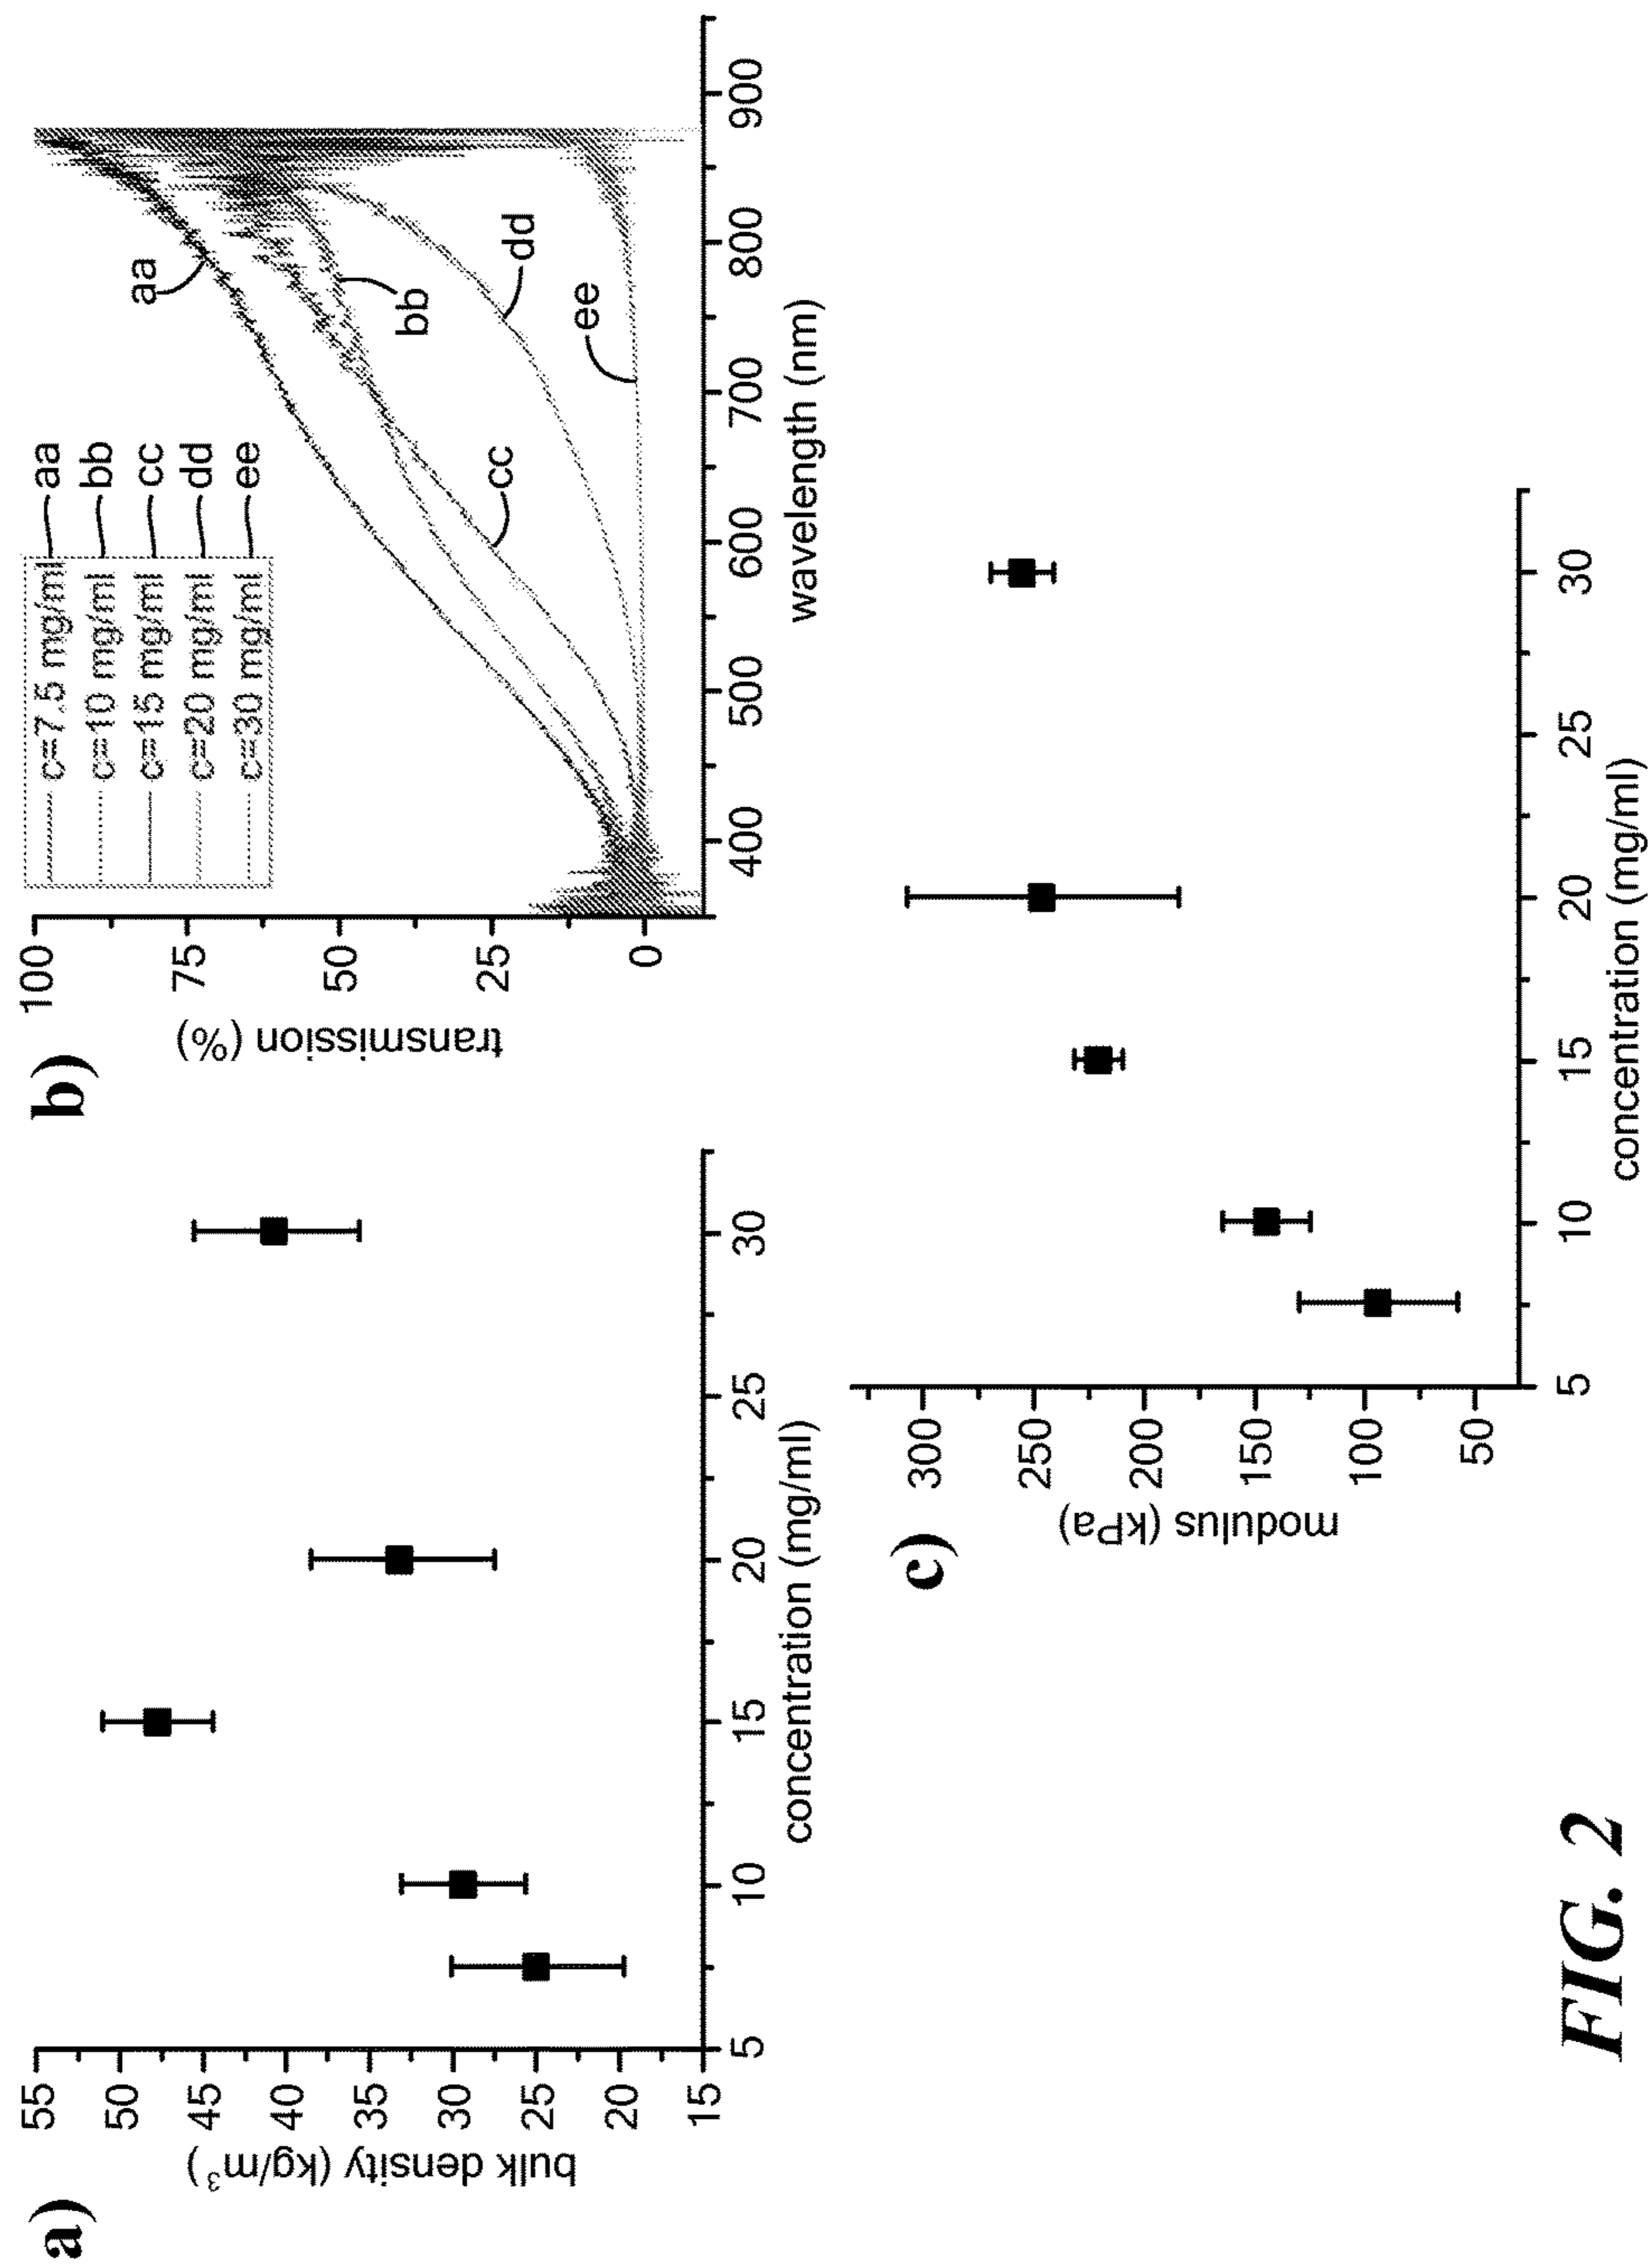 a)
bulk density (kg/m³)
55
50
45
40
35
30
25
20
15
5
10
15
20
25
30
concentration (mg/ml)
b)
transmission (%)
100
75
50
25
0
c=7.5 mg/ml
aa
c=10 mg/ml
bb
c=15 mg/ml
cc
c=20 mg/ml
dd
c=30 mg/ml
ee
aa
bb
cc
dd
ee
400
500
600
700
800
900
wavelength (nm)
c)
modulus (kPa)
300
250
200
150
100
50
5
10
15
20
25
30
concentration (mg/ml)
FIG. 2